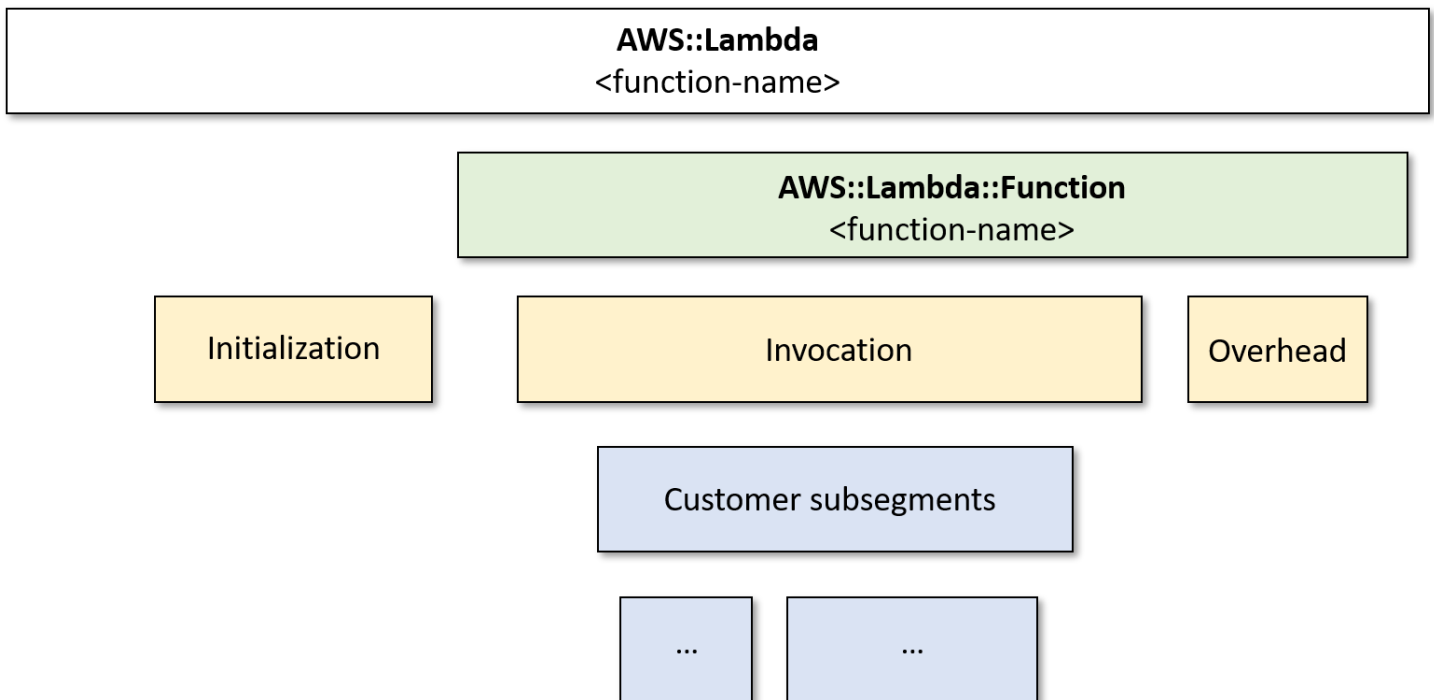 AWS::Lambda
<function-name>
AWS::Lambda::Function
<function-name>
Initialization
Invocation
Overhead
Customer subsegments
...
...